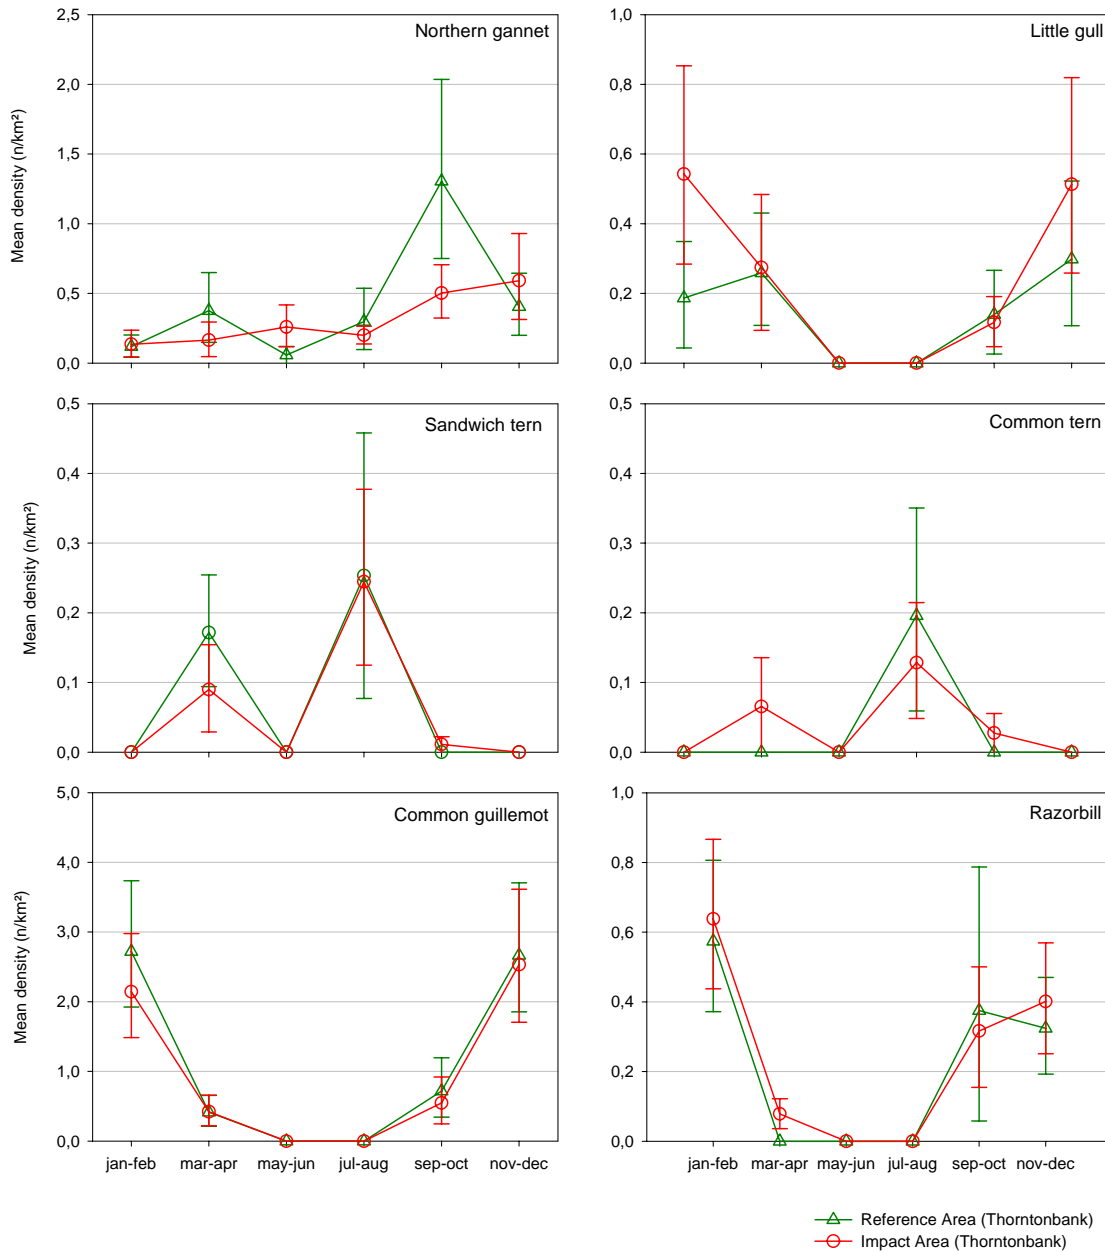 Northern gannet
Mean density (n/km²)
2,5
2,0
1,5
1,0
0,5
0,0
Little gull
1,0
0,8
0,6
0,4
0,2
0,0
Sandwich tern
Mean density (n/km²)
0,5
0,4
0,3
0,2
0,1
0,0
Common tern
0,5
0,4
0,3
0,2
0,1
0,0
Common guillemot
Mean density (n/km²)
5,0
4,0
3,0
2,0
1,0
0,0
jan-feb mar-apr may-jun jul-aug sep-oct nov-dec
Razorbill
1,0
0,8
0,6
0,4
0,2
0,0
jan-feb mar-apr may-jun jul-aug sep-oct nov-dec
Reference Area (Thorntonbank)
Impact Area (Thorntonbank)